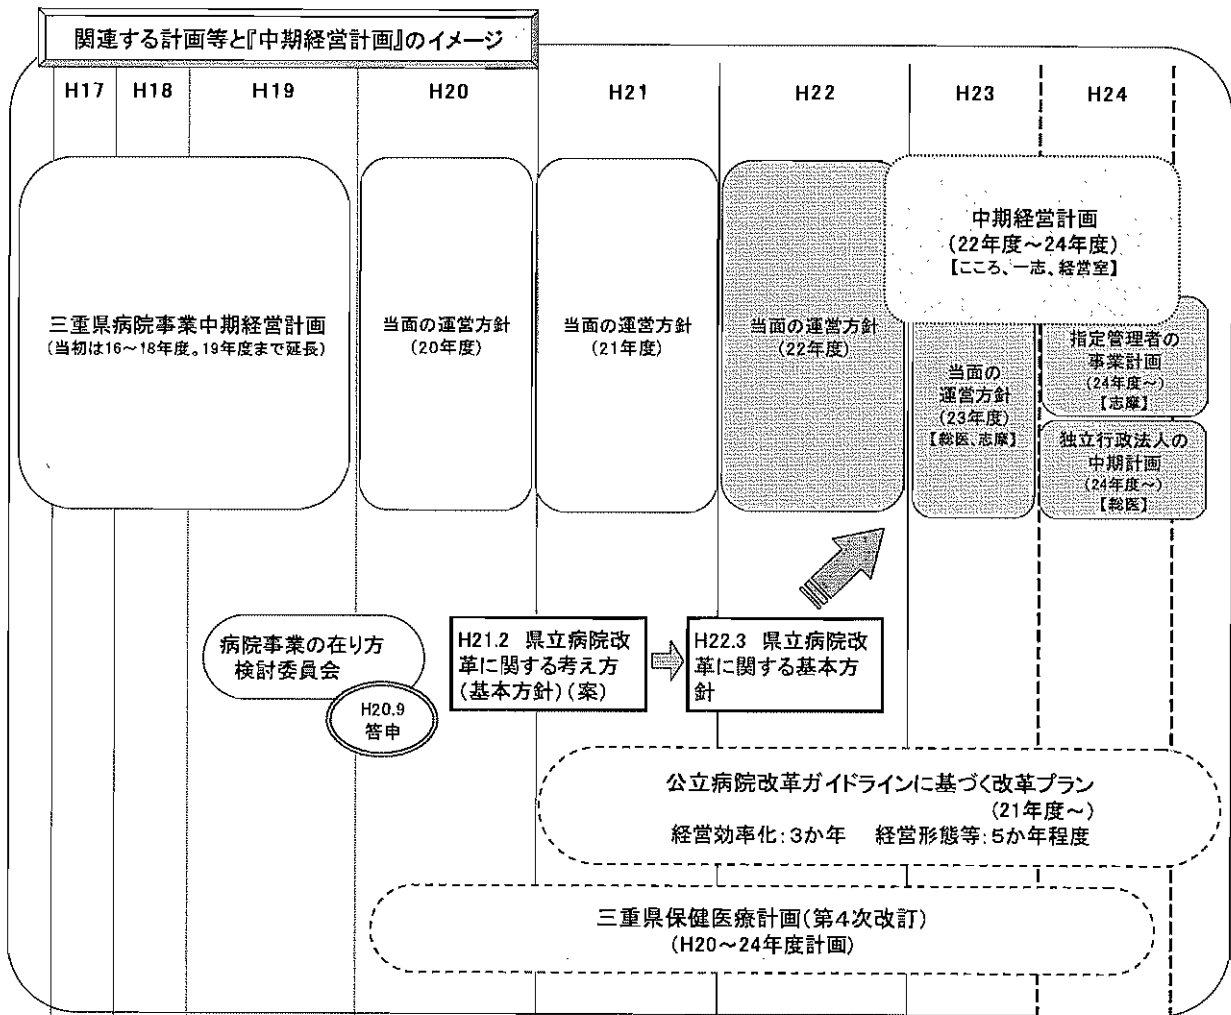 関連する計画等と『中期経営計画』のイメージ
H17
H18
H19
H20
H21
H22
H23
H24
三重県病院事業中期経営計画
(当初は16~18年度。19年度まで延長)
当面の運営方針
(20年度)
当面の運営方針
(21年度)
当面の運営方針
(22年度)
中期経営計画
(22年度~24年度)
【こころ、一志、経営室】
当面の
運営方針
(23年度)
【総医、志摩】
指定管理者の
事業計画
(24年度~)
【志摩】
独立行政法人の
中期計画
(24年度~)
【総医】
病院事業の在り方
検討委員会
H20.9
答申
H21.2 県立病院改
革に関する考え方
(基本方針)(案)
H22.3 県立病院改
革に関する基本方
針
公立病院改革ガイドラインに基づく改革プラン
(21年度~)
経営効率化:3か年 経営形態等:5か年程度
三重県保健医療計画(第4次改訂)
(H20~24年度計画)